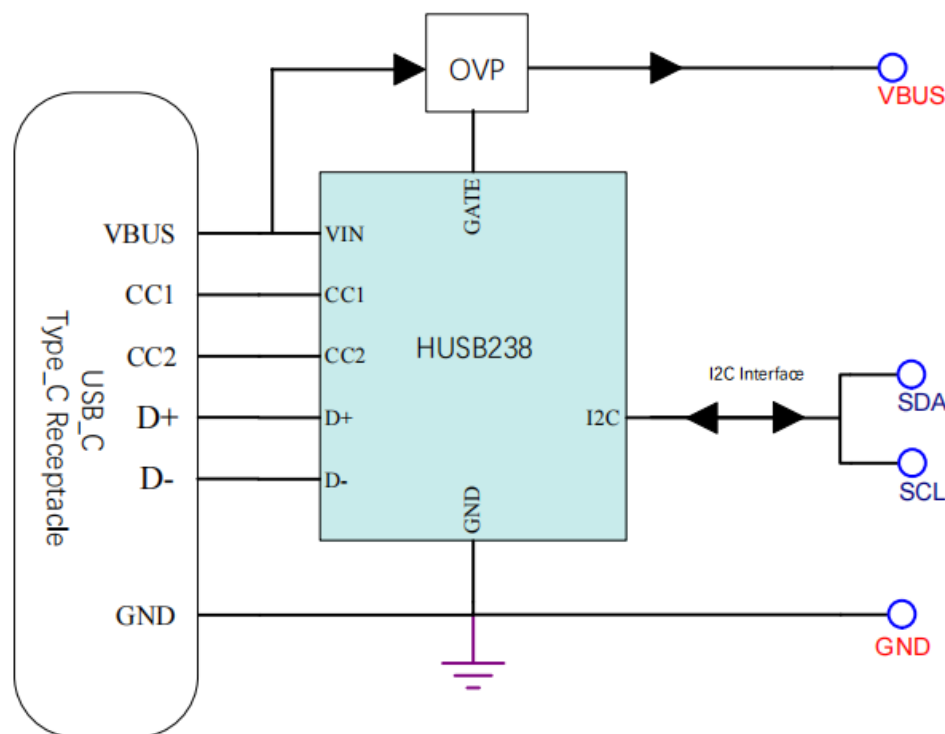 OVP
VBUS
GATE
USB_C
Type_C Receptacle
VBUS
VIN
CC1
CC1
CC2
CC2
HUSB238
I2C Interface
SDA
D+
D+
I2C
SCL
D-
D-
GND
GND
GND